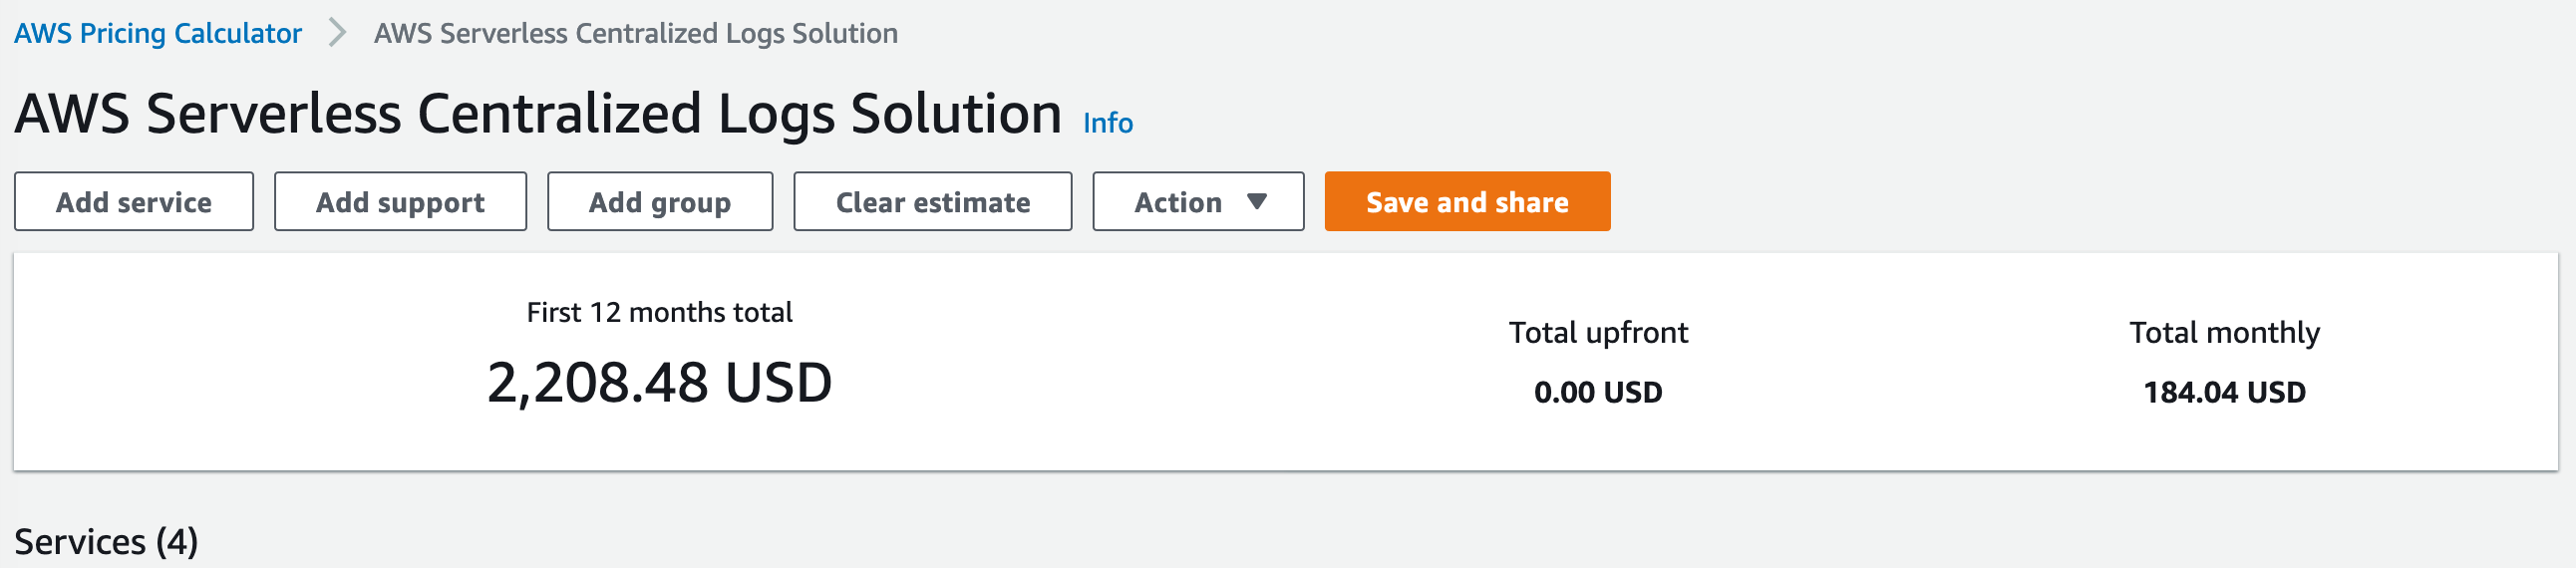 AWS Pricing Calculator > AWS Serverless Centralized Logs Solution
AWS Serverless Centralized Logs Solution Info
Add service Add support Add group Clear estimate Action Save and share
First 12 months total
2,208.48 USD
Total upfront
0.00 USD
Total monthly
184.04 USD
Services (4)